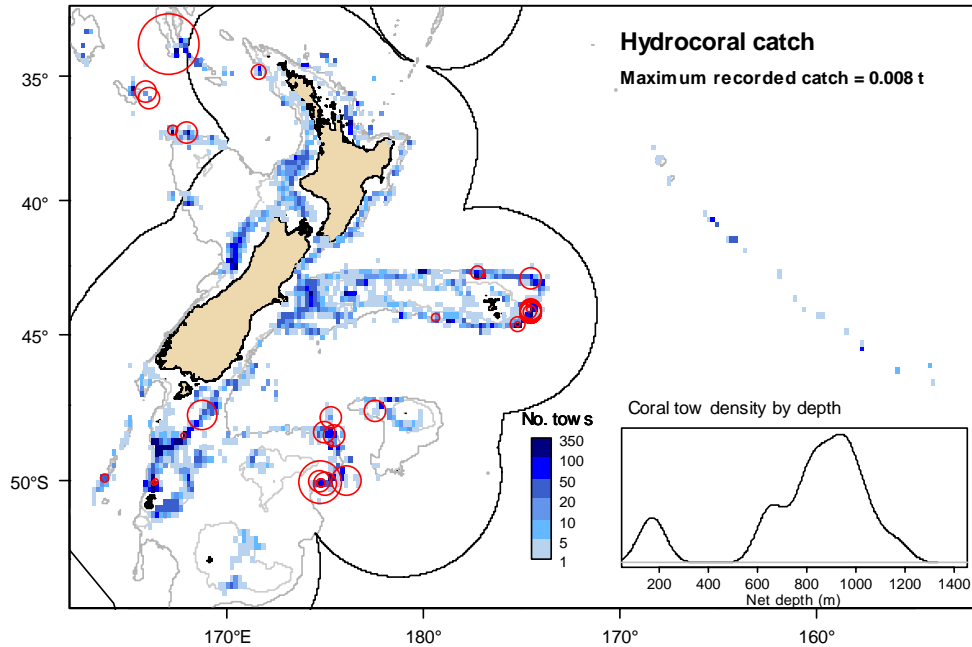 Hydrocoral catch
Maximum recorded catch = 0.008 t
35°
40°
45°
50°S
No. tows
350
100
50
20
10
5
1
Coral tow density by depth
200 400 600 800 1000 1200 1400
Net depth (m)
170°E 180° 170° 160°